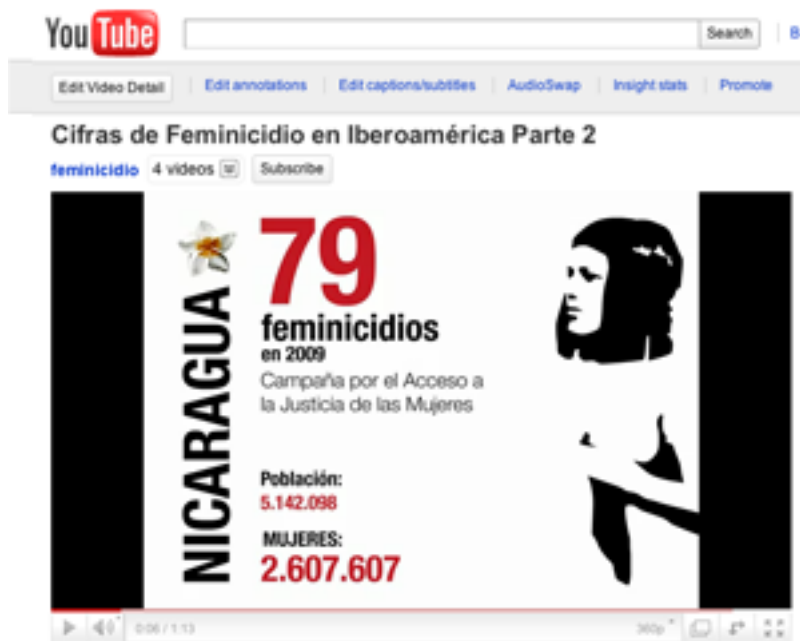 YouTube Search B
Edit Video Detail Edit annotations Edit captions/subtitles AudioSwap Insight stats Promote
Cifras de Feminicidio en Iberoamérica Parte 2
feminicidio 4 videos Subscribe
NICARAGUA
79
feminicidios
en 2009
Campaña por el Acceso a
la Justicia de las Mujeres
Población:
5.142.098
MUJERES:
2.607.607
0:06 / 1:13 360p